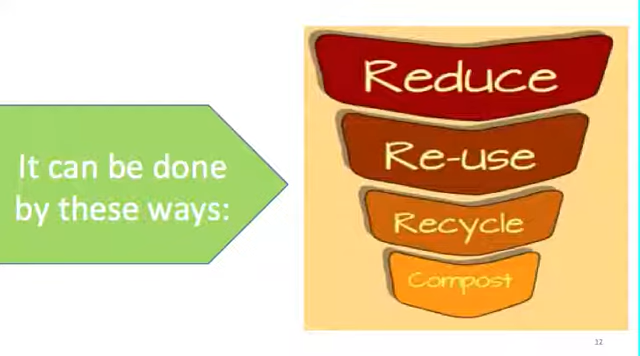 It can be done
by these ways:
Reduce
Re-use
Recycle
Compost
12